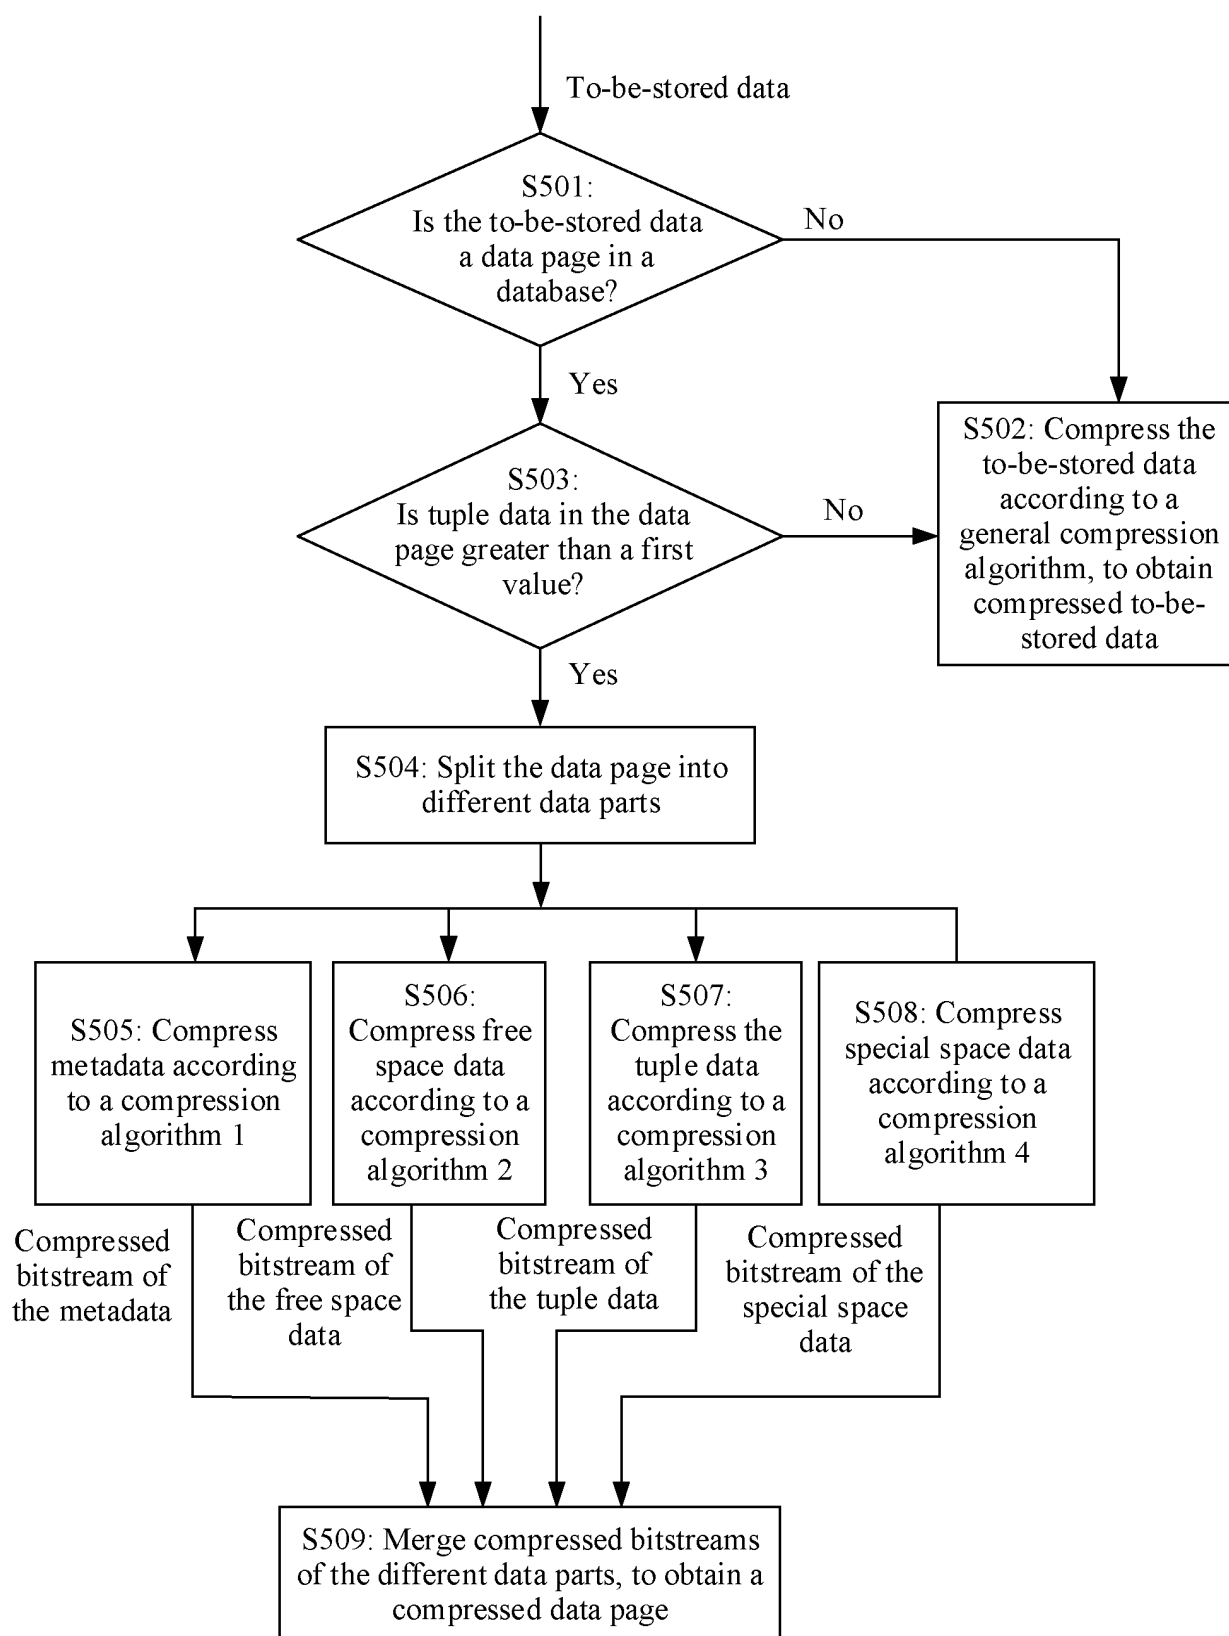 To-be-stored data
S501:
Is the to-be-stored data
a data page in a
database?
No
Yes
S502: Compress the
to-be-stored data
according to a
general compression
algorithm, to obtain
compressed to-be-
stored data
S503:
Is tuple data in the data
page greater than a first
value?
No
Yes
S504: Split the data page into
different data parts
S505: Compress
metadata according
to a compression
algorithm 1
S506:
Compress free
space data
according to a
compression
algorithm 2
S507:
Compress the
tuple data
according to a
compression
algorithm 3
S508: Compress
special space data
according to a
compression
algorithm 4
Compressed
bitstream of
the metadata
Compressed
bitstream of
the free space
data
Compressed
bitstream of
the tuple data
Compressed
bitstream of the
special space
data
S509: Merge compressed bitstreams
of the different data parts, to obtain a
compressed data page